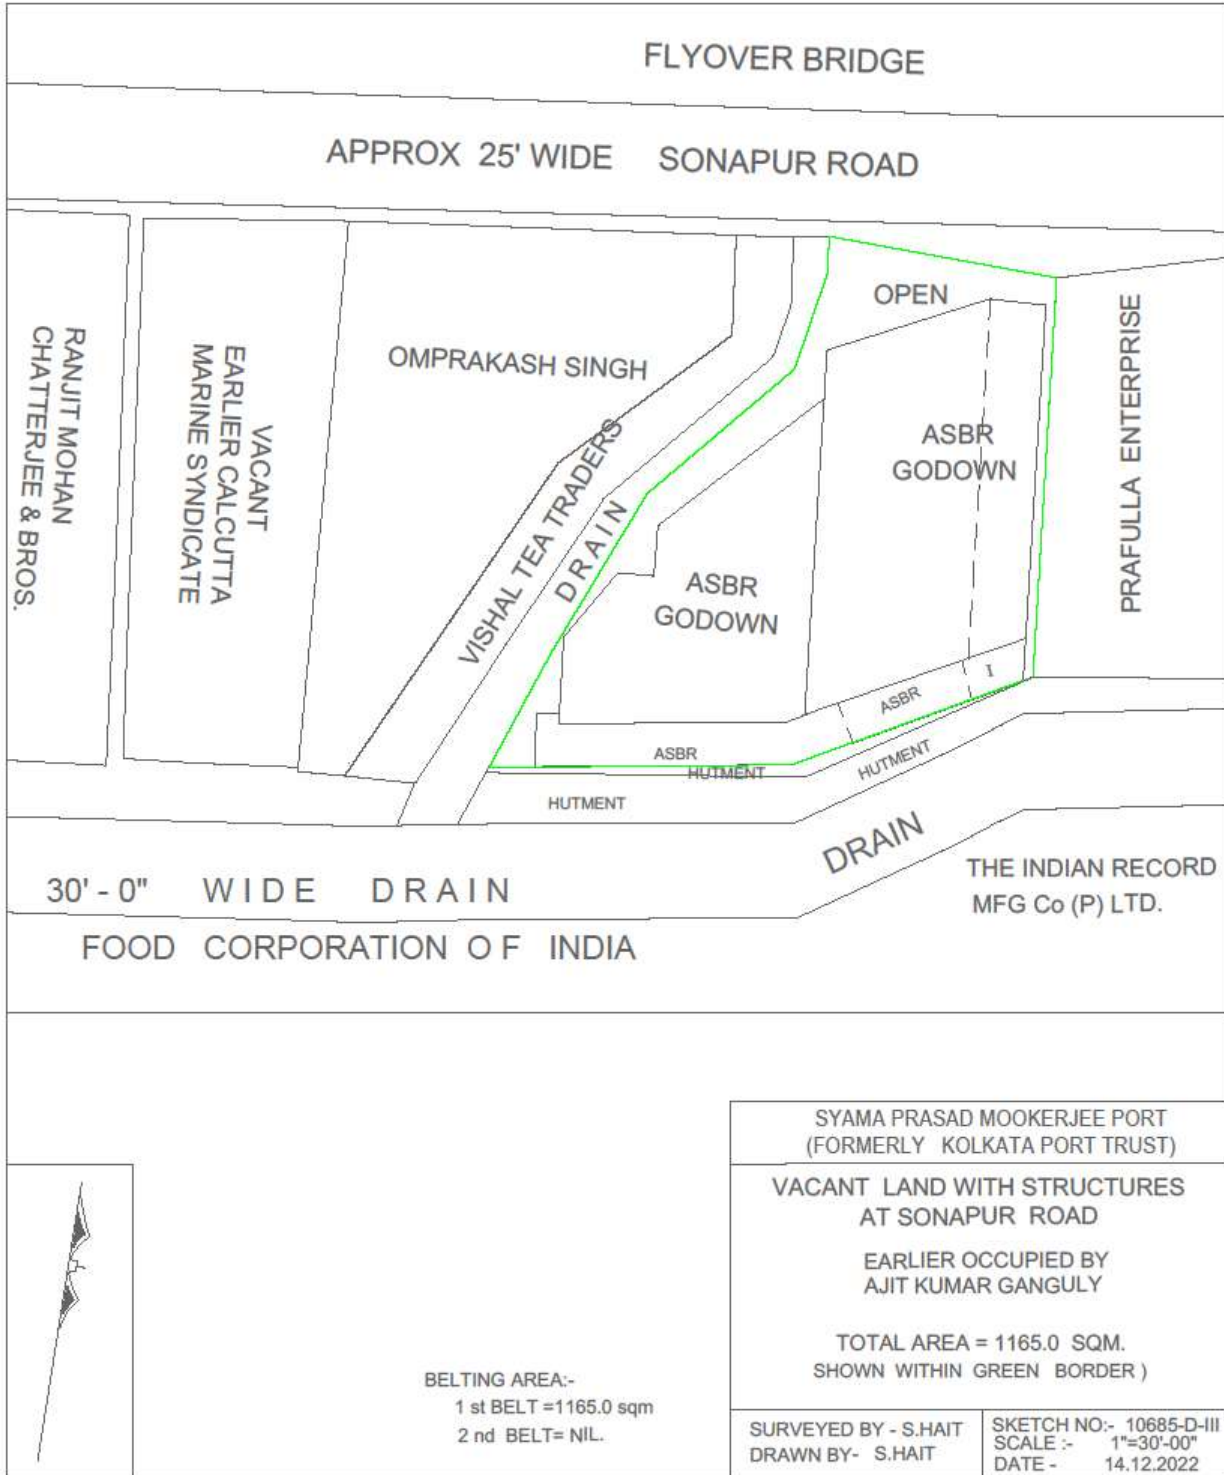 FLYOVER BRIDGE
APPROX 25' WIDE SONAPUR ROAD
RANJIT MOHAN
CHATTERJEE & BROS.
VACANT
EARLIER CALCUTTA
MARINE SYNDICATE
OMPRAKASH SINGH
VISHAL TEA TRADERS
DRAIN
OPEN
ASBR
GODOWN
ASBR
GODOWN
PRAFULLA ENTERPRISE
I
ASBR
ASBR
HUTMENT
HUTMENT
HUTMENT
DRAIN
THE INDIAN RECORD
MFG Co (P) LTD.
30' - 0" WIDE DRAIN
FOOD CORPORATION OF INDIA
SYAMA PRASAD MOOKERJEE PORT
(FORMERLY KOLKATA PORT TRUST)
VACANT LAND WITH STRUCTURES
AT SONAPUR ROAD
EARLIER OCCUPIED BY
AJIT KUMAR GANGULY
TOTAL AREA = 1165.0 SQM.
SHOWN WITHIN GREEN BORDER )
BELTING AREA:-
1 st BELT =1165.0 sqm
2 nd BELT= NIL.
SURVEYED BY - S.HAIT
DRAWN BY- S.HAIT
SKETCH NO:- 10685-D-III
SCALE :- 1"=30'-00"
DATE - 14.12.2022